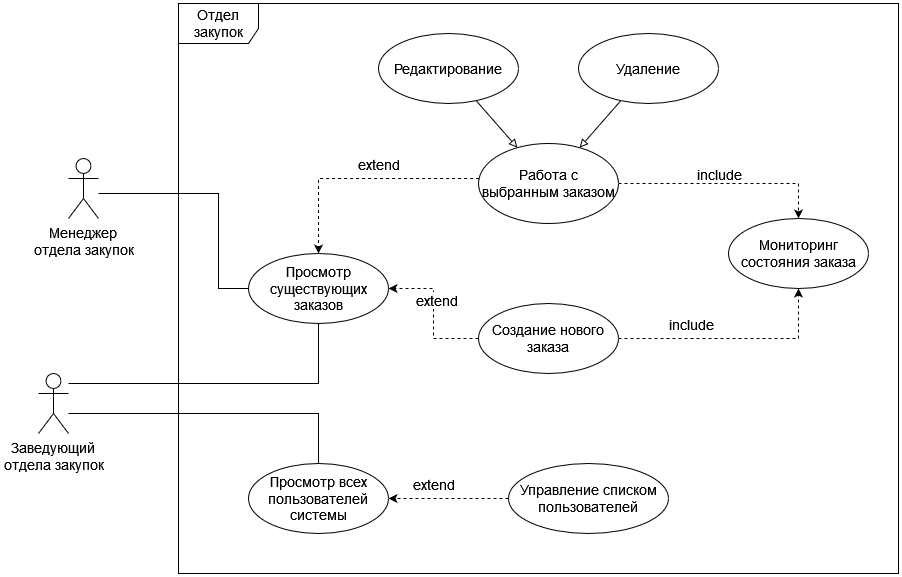 Отдел
закупок
Редактирование
Удаление
extend
Работа с
выбранным заказом
include
Менеджер
отдела закупок
Мониторинг
состояния заказа
Просмотр
существующих
заказов
extend
Создание нового
заказа
include
Заведующий
отдела закупок
Просмотр всех
пользователей
системы
extend
Управление списком
пользователей